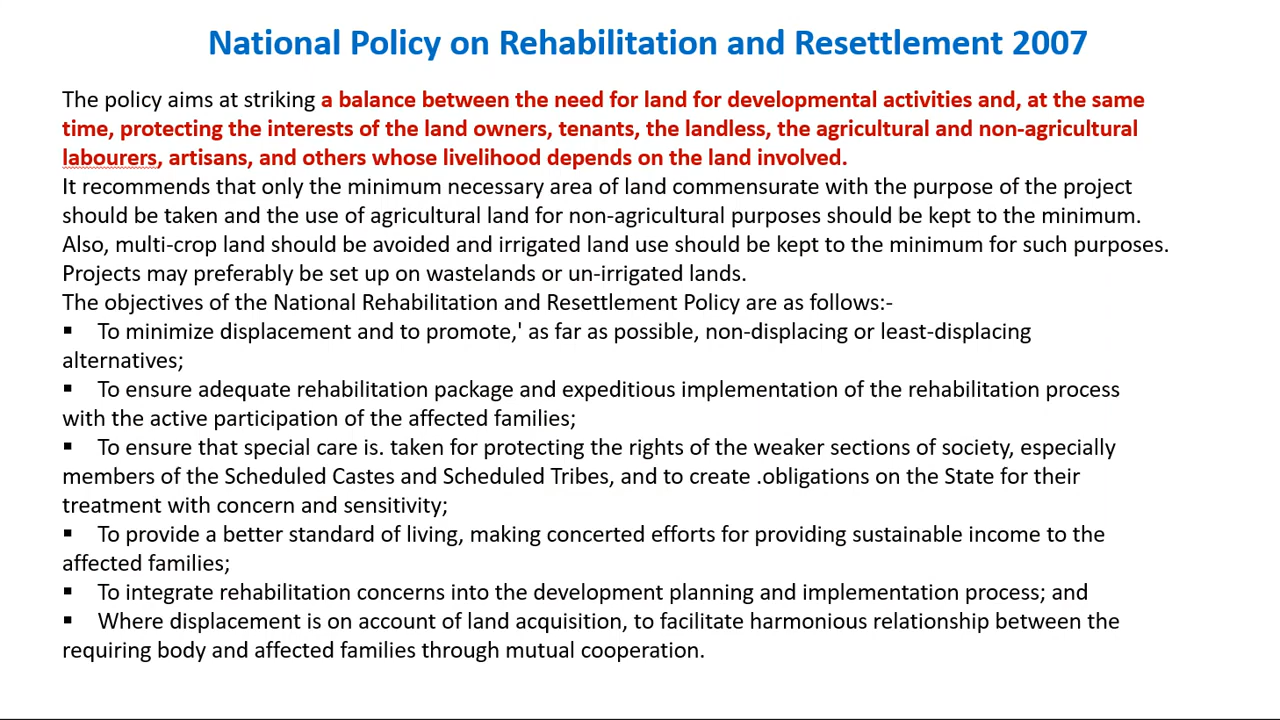 National Policy on Rehabilitation and Resettlement 2007
The policy aims at striking a balance between the need for land for developmental activities and, at the same
time, protecting the interests of the land owners, tenants, the landless, the agricultural and non-agricultural
labourers, artisans, and others whose livelihood depends on the land involved.
It recommends that only the minimum necessary area of land commensurate with the purpose of the project
should be taken and the use of agricultural land for non-agricultural purposes should be kept to the minimum.
Also, multi-crop land should be avoided and irrigated land use should be kept to the minimum for such purposes.
Projects may preferably be set up on wastelands or un-irrigated lands.
The objectives of the National Rehabilitation and Resettlement Policy are as follows:-
▪ To minimize displacement and to promote,' as far as possible, non-displacing or least-displacing
alternatives;
▪ To ensure adequate rehabilitation package and expeditious implementation of the rehabilitation process
with the active participation of the affected families;
▪ To ensure that special care is. taken for protecting the rights of the weaker sections of society, especially
members of the Scheduled Castes and Scheduled Tribes, and to create .obligations on the State for their
treatment with concern and sensitivity;
▪ To provide a better standard of living, making concerted efforts for providing sustainable income to the
affected families;
▪ To integrate rehabilitation concerns into the development planning and implementation process; and
▪ Where displacement is on account of land acquisition, to facilitate harmonious relationship between the
requiring body and affected families through mutual cooperation.